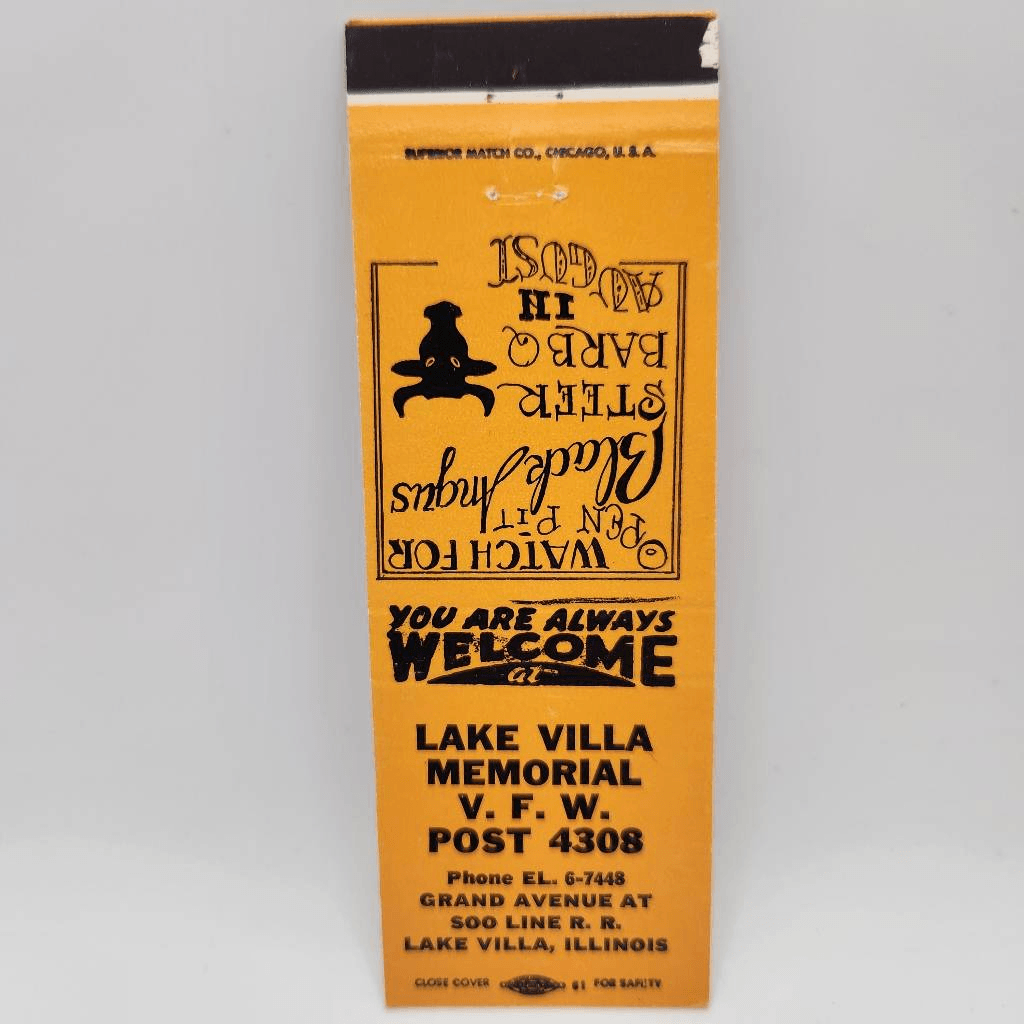 SUPERIOR MATCH CO., CHICAGO, U. S. A.
WATCH FOR
OPEN PIT
Black Angus
STEER
BARBQ
IN
AUGUST
YOU ARE ALWAYS
WELCOME
at
LAKE VILLA
MEMORIAL
V. F. W.
POST 4308
Phone EL. 6-7448
GRAND AVENUE AT
SOO LINE R. R.
LAKE VILLA, ILLINOIS
CLOSE COVER 81 FOR SAFETY